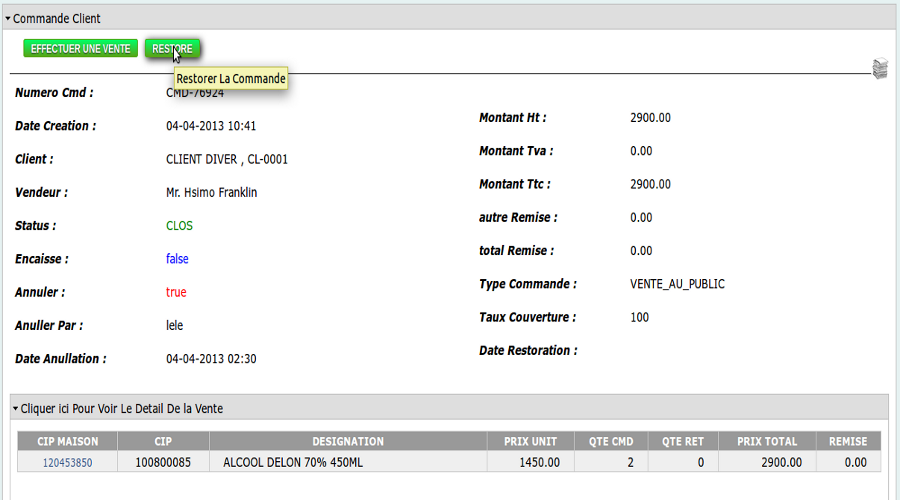 Commande Client
EFFECTUER UNE VENTE RESTORE
Restorer La Commande
Numero Cmd : CMD-76924
Date Creation : 04-04-2013 10:41
Client : CLIENT DIVER , CL-0001
Vendeur : Mr. Hsimo Franklin
Status : CLOS
Encaisse : false
Annuler : true
Anuller Par : lele
Date Anullation : 04-04-2013 02:30
Montant Ht : 2900.00
Montant Tva : 0.00
Montant Ttc : 2900.00
autre Remise : 0.00
total Remise : 0.00
Type Commande : VENTE_AU_PUBLIC
Taux Couverture : 100
Date Restoration :
Cliquer ici Pour Voir Le Detail De la Vente
CIP MAISON CIP DESIGNATION PRIX UNIT QTE CMD QTE RET PRIX TOTAL REMISE
120453850 100800085 ALCOOL DELON 70% 450ML 1450.00 2 0 2900.00 0.00